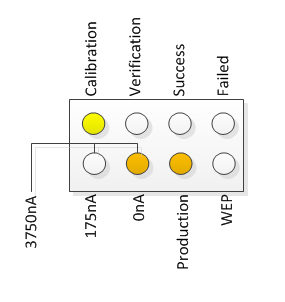 Calibration
Verification
Success
Failed
3750nA
175nA
0nA
Production
WEP